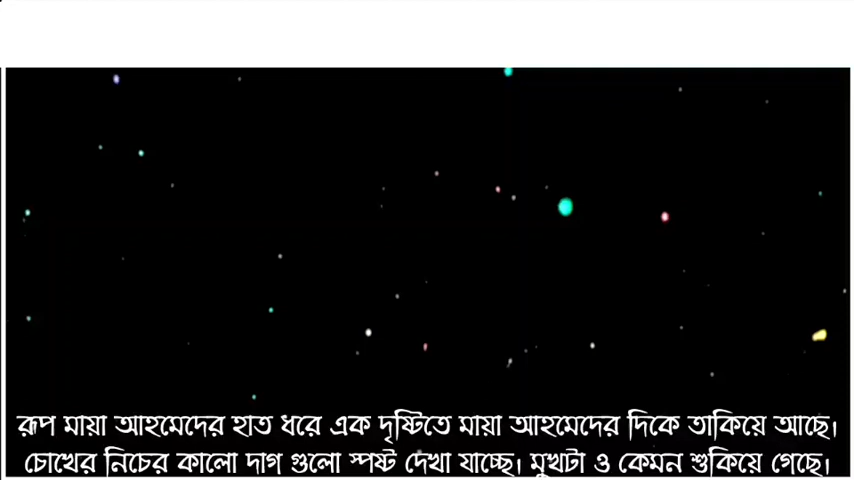 রূপ মায়া আহমেদের হাত ধরে এক দৃষ্টিতে মায়া আহমেদের দিকে তাকিয়ে আছে।
চোখের নিচের কালো দাগ গুলো স্পষ্ট দেখা যাচ্ছে। মুখটা ও কেমন শুকিয়ে গেছে।